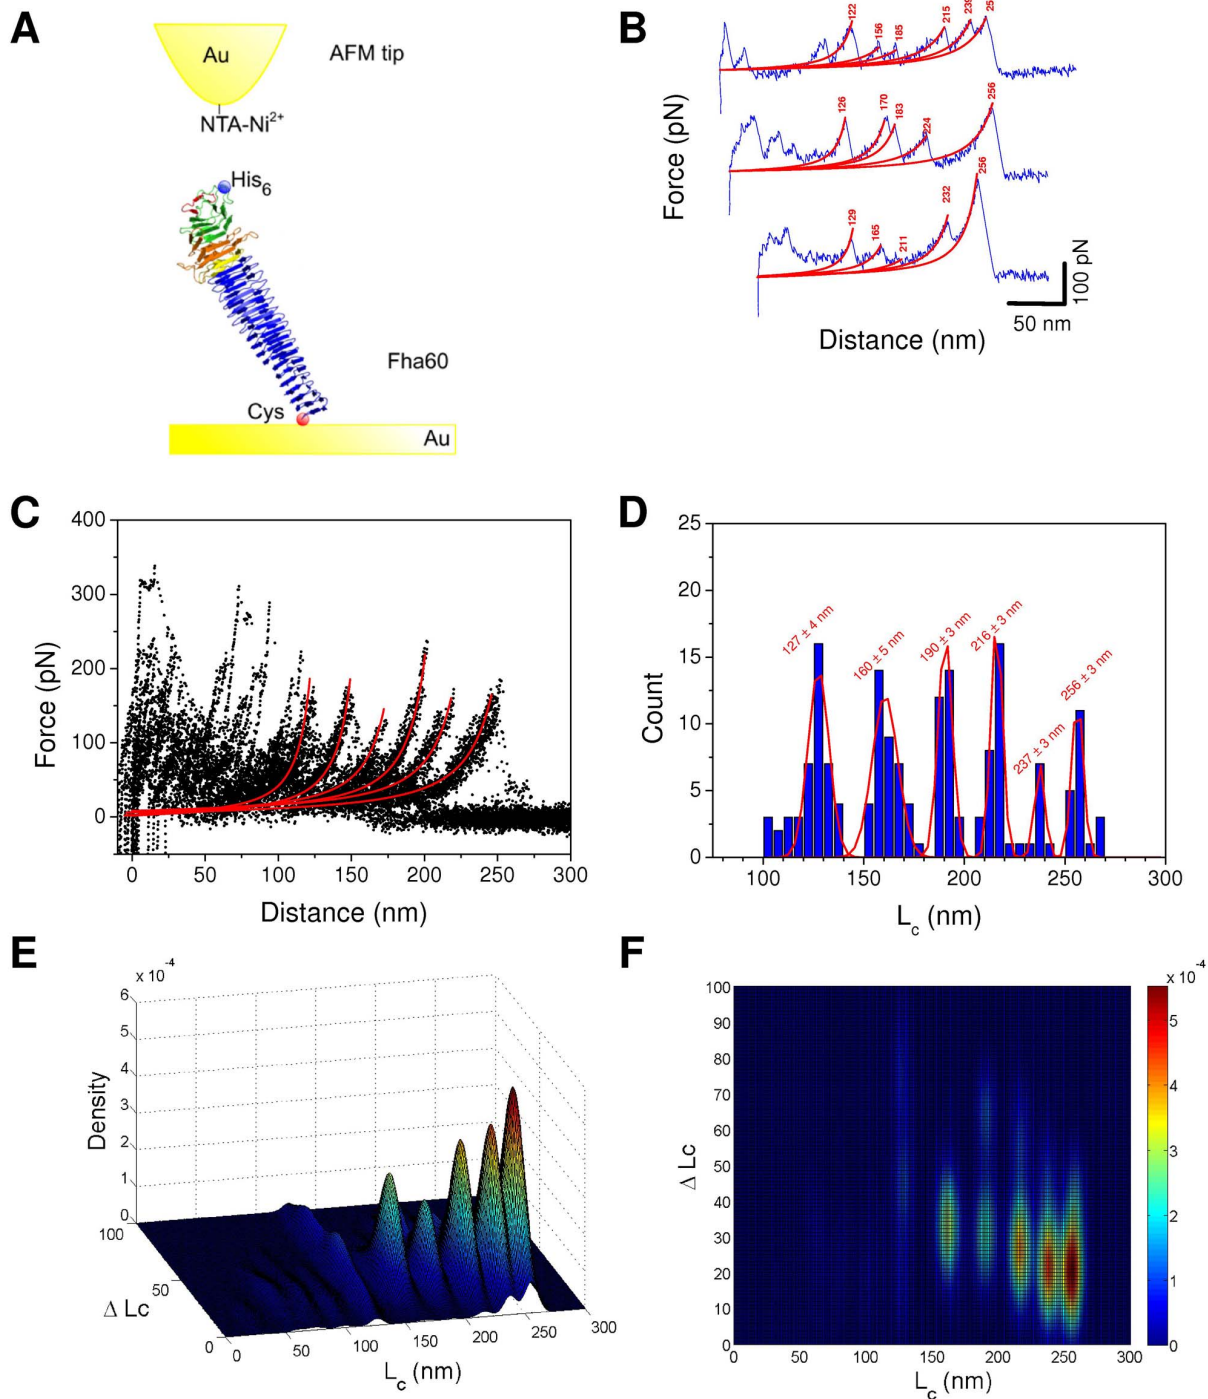 A
Au
AFM tip
NTA-Ni2+
His6
Fha60
Cys
Au
B
122
156
185
215
239
126
170
183
224
256
129
165
211
232
256
Force (pN)
100 pN
50 nm
Distance (nm)
C
400
300
200
100
0
Force (pN)
0 50 100 150 200 250 300
Distance (nm)
D
25
20
15
10
5
0
Count
127 ± 4 nm
160 ± 5 nm
190 ± 3 nm
216 ± 3 nm
237 ± 3 nm
256 ± 3 nm
100 150 200 250 300
Lc (nm)
E
x 10-4
6
5
4
3
2
1
0
Density
100
50
0
Δ Lc
0 50 100 150 200 250 300
Lc (nm)
F
x 10-4
100
90
80
70
60
50
40
30
20
10
0
Δ Lc
0 50 100 150 200 250 300
Lc (nm)
5
4
3
2
1
0